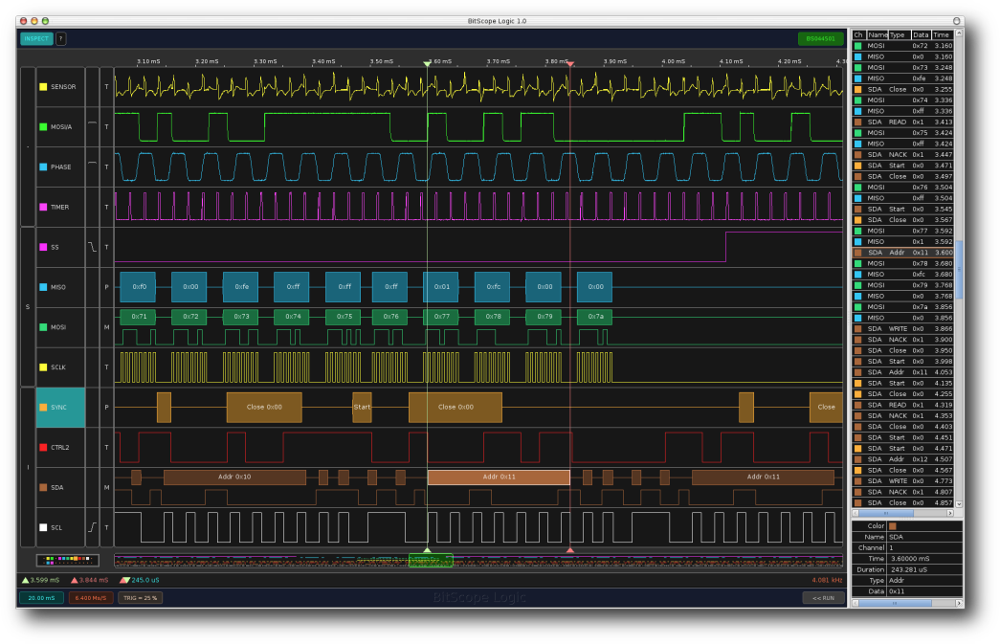 BitScope Logic 1.0
INSPECT ? BS044501
3.10 mS 3.20 mS 3.30 mS 3.40 mS 3.50 mS 3.60 mS 3.70 mS 3.80 mS 3.90 mS 4.00 mS 4.10 mS 4.20 mS
SENSOR T
MOSI/A T
PHASE T
TIMER T
SS T
S
MISO P 0xf0 0x00 0xfe 0xff 0xff 0xff 0x01 0xfc 0x00 0x00
MOSI M 0x71 0x72 0x73 0x74 0x75 0x76 0x77 0x78 0x79 0x7a
SCLK T
SYNC P Close 0x00 Start Close 0x00 Close
CTRL2 T
I
SDA M Addr 0x10 Addr 0x11 Addr 0x11
SCL T
3.599 mS 3.844 mS 245.0 uS 4.081 kHz
20.00 mS 6.400 Ms/S TRIG = 25 % BitScope Logic << RUN
Ch Name Type Data Time
MOSI 0x72 3.160
MISO 0x0 3.160
MOSI 0x73 3.248
MISO 0xfe 3.248
SDA Close 0x0 3.255
MOSI 0x74 3.336
MISO 0xff 3.336
SDA READ 0x1 3.413
MOSI 0x75 3.424
MISO 0xff 3.424
SDA NACK 0x1 3.447
SDA Start 0x0 3.471
SDA Close 0x0 3.497
MOSI 0x76 3.504
MISO 0xff 3.504
SDA Start 0x0 3.545
SDA Close 0x0 3.567
MOSI 0x77 3.592
MISO 0x1 3.592
SDA Addr 0x11 3.600
MOSI 0x78 3.680
MISO 0xfc 3.680
MOSI 0x79 3.768
MISO 0x0 3.768
MOSI 0x7a 3.856
MISO 0x0 3.856
SDA WRITE 0x0 3.866
SDA NACK 0x1 3.900
SDA Close 0x0 3.950
SDA Start 0x0 3.998
SDA Addr 0x11 4.053
SDA Start 0x0 4.135
SDA Close 0x0 4.255
SDA READ 0x1 4.319
SDA NACK 0x1 4.353
SDA Close 0x0 4.403
SDA Start 0x0 4.451
SDA Start 0x0 4.471
SDA Addr 0x12 4.507
SDA Close 0x0 4.567
SDA WRITE 0x0 4.773
SDA NACK 0x1 4.807
SDA Close 0x0 4.857
Color
Name SDA
Channel 1
Time 3.60000 mS
Duration 243.281 uS
Type Addr
Data 0x11